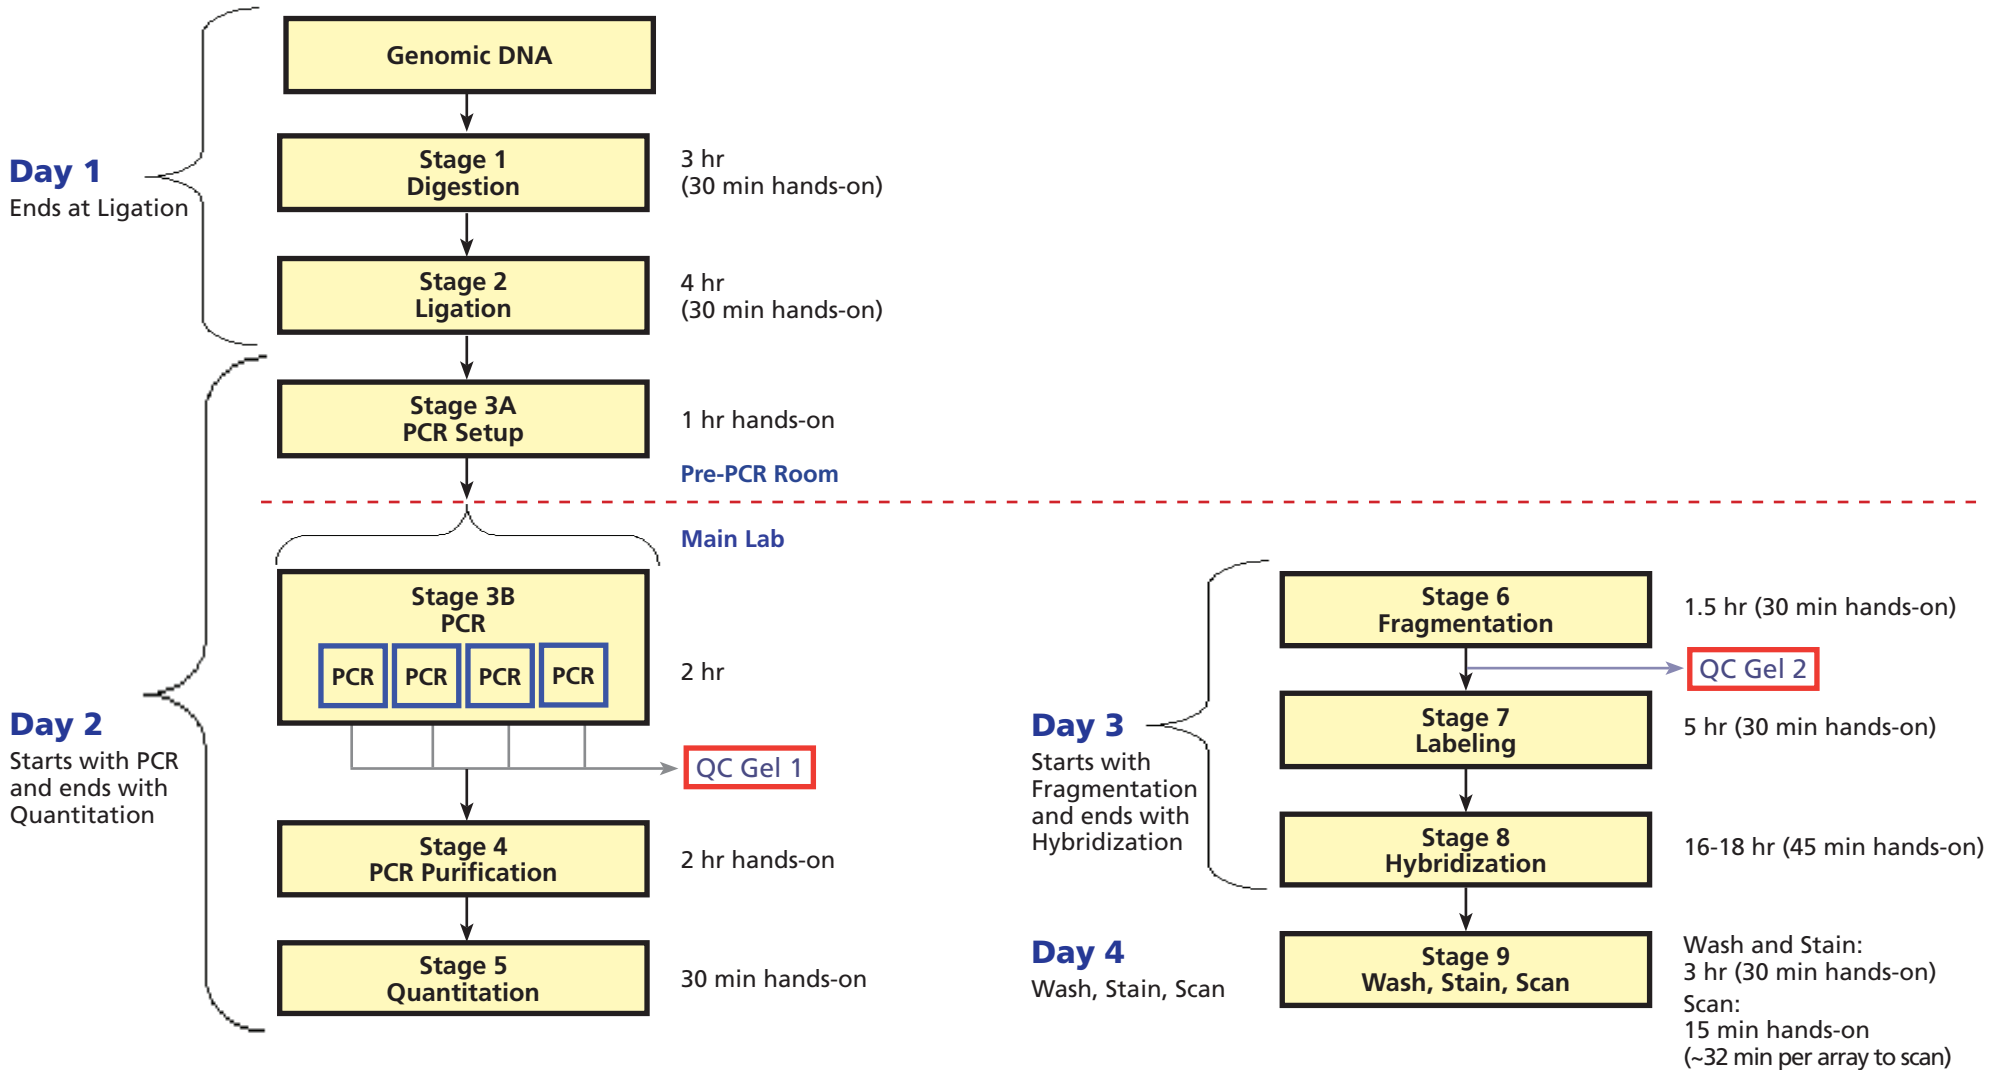 Genomic DNA
Day 1
Ends at Ligation
Stage 1
Digestion
3 hr
(30 min hands-on)
Stage 2
Ligation
4 hr
(30 min hands-on)
Stage 3A
PCR Setup
1 hr hands-on
Pre-PCR Room
Main Lab
Day 2
Starts with PCR
and ends with
Quantitation
Stage 3B
PCR
PCR PCR PCR PCR
2 hr
QC Gel 1
Stage 4
PCR Purification
2 hr hands-on
Stage 5
Quantitation
30 min hands-on
Day 3
Starts with
Fragmentation
and ends with
Hybridization
Stage 6
Fragmentation
1.5 hr (30 min hands-on)
QC Gel 2
Stage 7
Labeling
5 hr (30 min hands-on)
Stage 8
Hybridization
16-18 hr (45 min hands-on)
Day 4
Wash, Stain, Scan
Stage 9
Wash, Stain, Scan
Wash and Stain:
3 hr (30 min hands-on)
Scan:
15 min hands-on
(~32 min per array to scan)